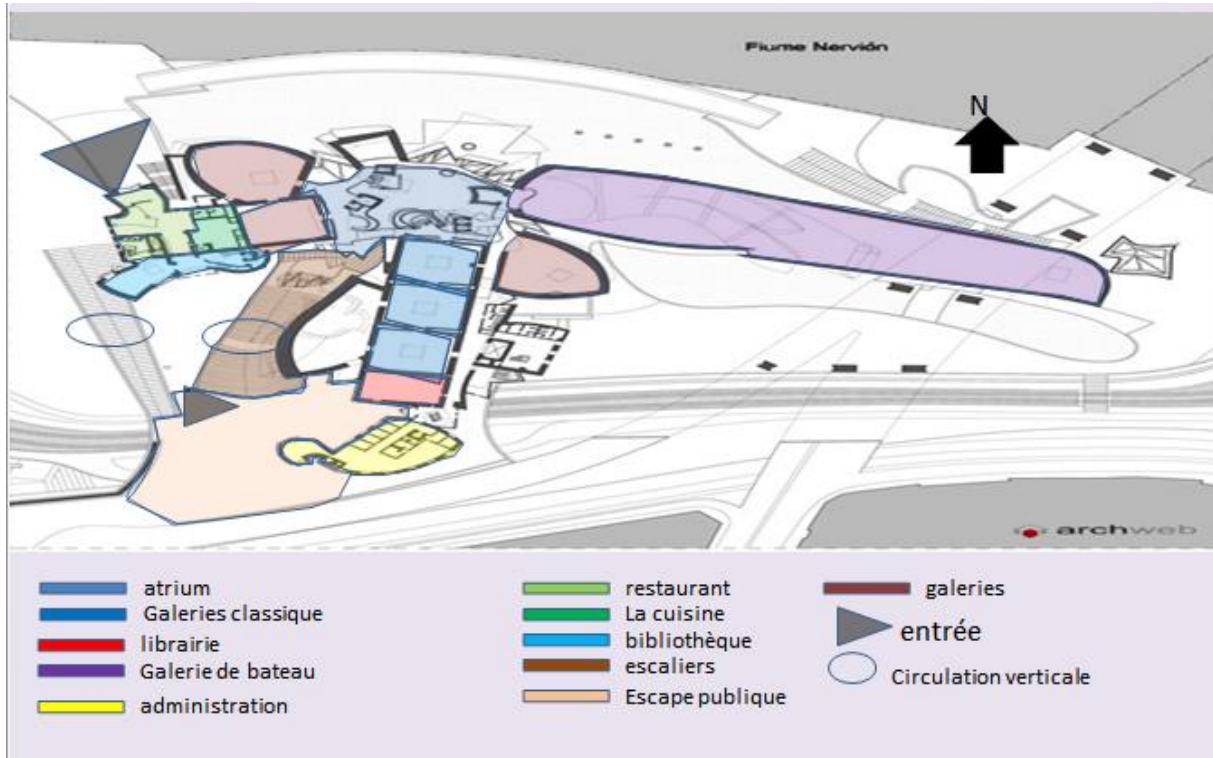 Fiume Nervión
N
archweb
atrium
Galeries classique
librairie
Galerie de bateau
administration
restaurant
La cuisine
bibliothèque
escaliers
Escape publique
galeries
entrée
Circulation verticale